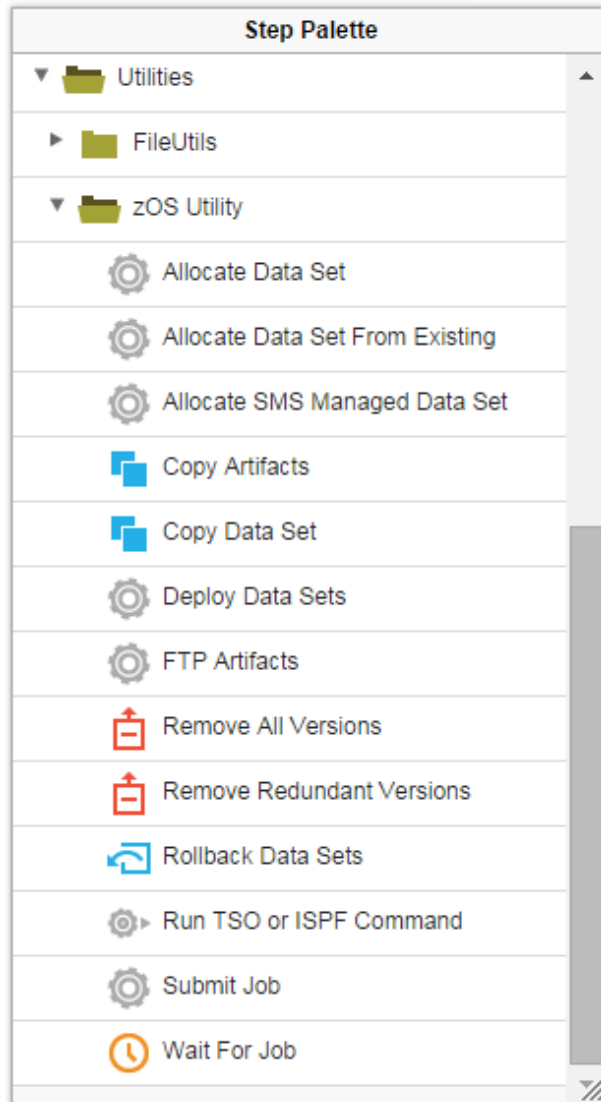 Step Palette
Utilities
FileUtils
zOS Utility
Allocate Data Set
Allocate Data Set From Existing
Allocate SMS Managed Data Set
Copy Artifacts
Copy Data Set
Deploy Data Sets
FTP Artifacts
Remove All Versions
Remove Redundant Versions
Rollback Data Sets
Run TSO or ISPF Command
Submit Job
Wait For Job